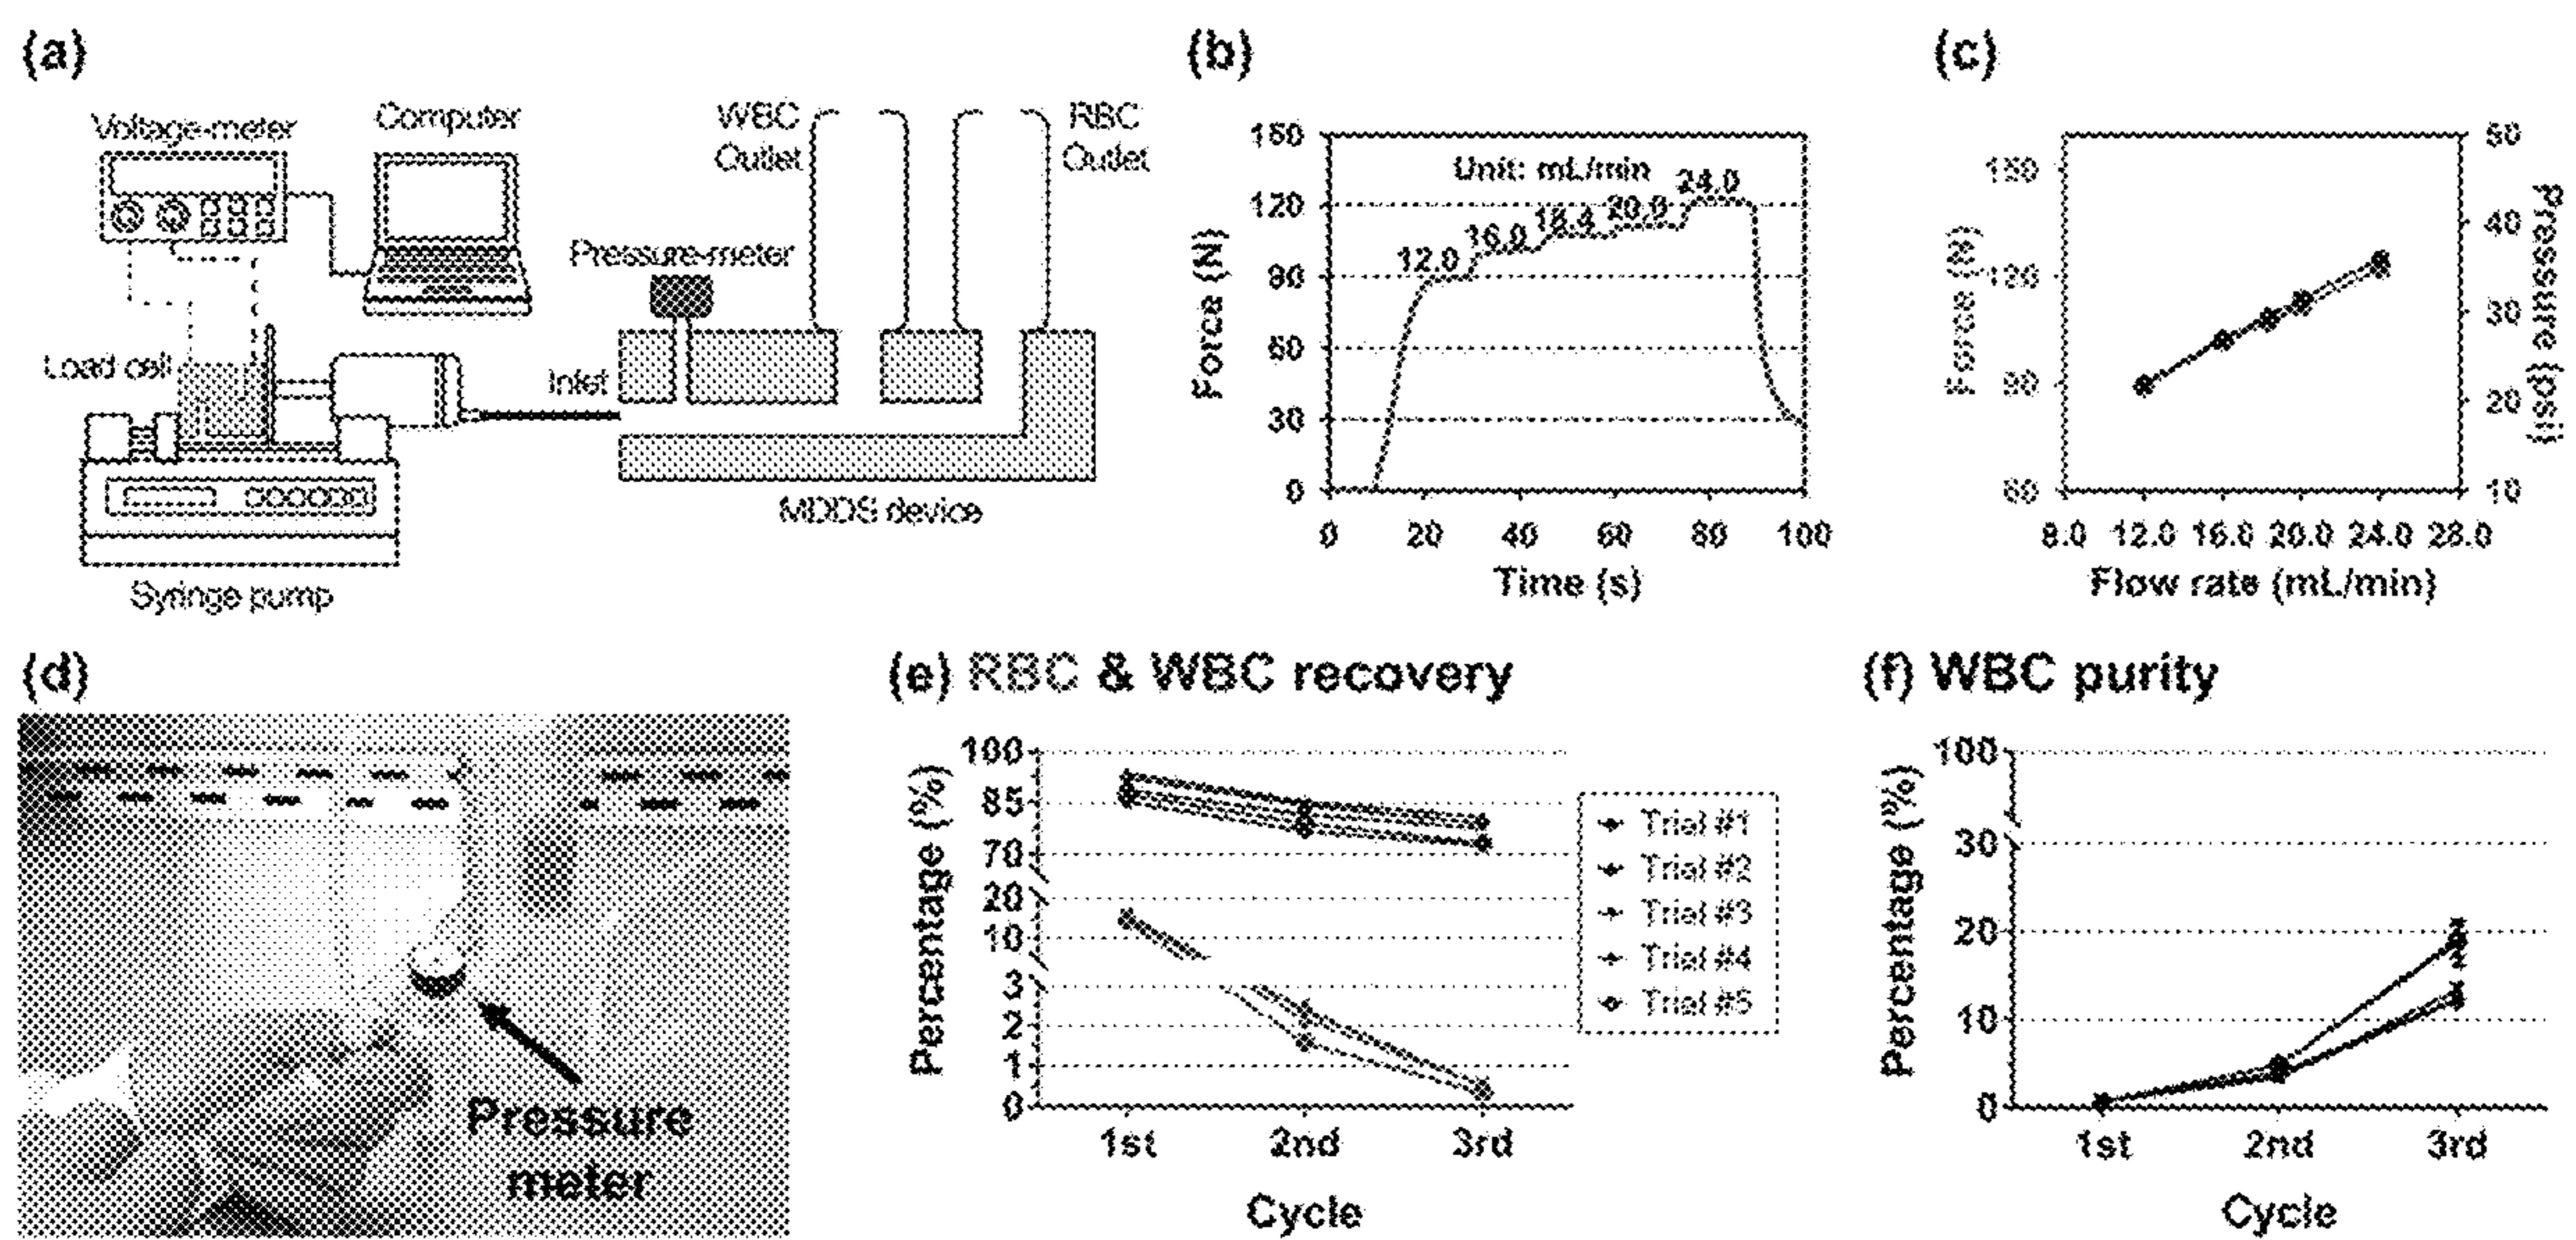 (a)
Voltage-meter
Computer
WBC
Outlet
RBC
Outlet
Pressure-meter
Load cell
Inlet
MDDS device
Syringe pump
(b)
Force (N)
150
120
90
60
30
0
Unit: mL/min
12.0
16.0
18.4
20.0
24.0
0 20 40 60 80 100
Time (s)
(c)
Force (N)
150
120
90
60
50
40
30
20
10
Pressure (psi)
8.0 12.0 16.0 20.0 24.0 28.0
Flow rate (mL/min)
(d)
Pressure
meter
(e) RBC & WBC recovery
Percentage (%)
100
85
70
20
10
3
2
1
0
1st 2nd 3rd
Cycle
Trial #1
Trial #2
Trial #3
Trial #4
Trial #5
(f) WBC purity
Percentage (%)
100
30
20
10
0
1st 2nd 3rd
Cycle